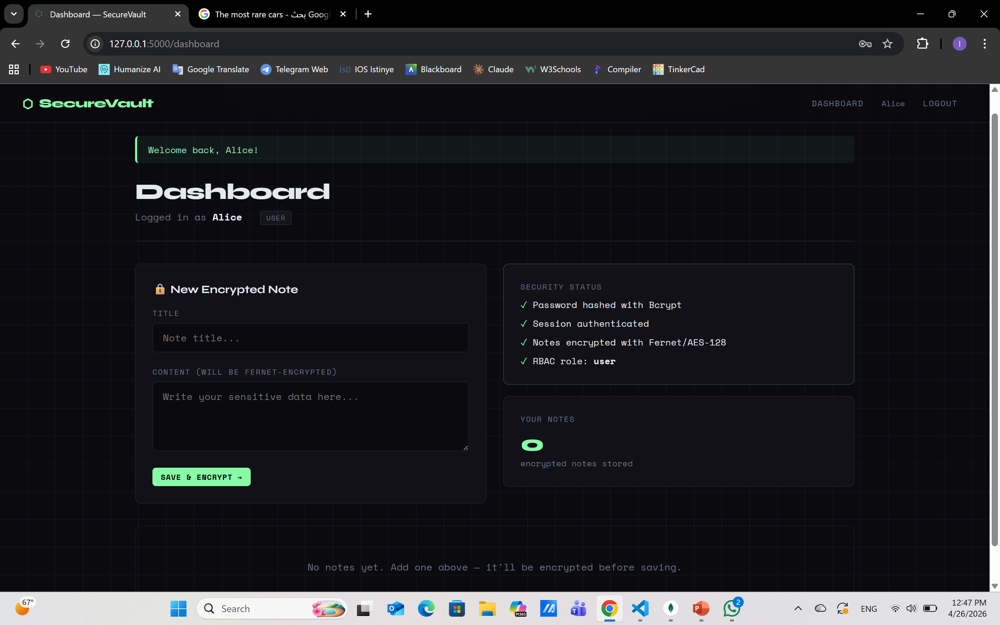 Dashboard — SecureVault
The most rare cars - بحث Googl
127.0.0.1:5000/dashboard
I
YouTube
Humanize AI
Google Translate
Telegram Web
İSÜ IOS Istinye
Blackboard
Claude
W3Schools
Compiler
TinkerCad
SecureVault
DASHBOARD
Alice
LOGOUT
Welcome back, Alice!
Dashboard
Logged in as Alice USER
New Encrypted Note
TITLE
Note title...
CONTENT (WILL BE FERNET-ENCRYPTED)
Write your sensitive data here...
SAVE & ENCRYPT →
SECURITY STATUS
✓ Password hashed with Bcrypt
✓ Session authenticated
✓ Notes encrypted with Fernet/AES-128
✓ RBAC role: user
YOUR NOTES
0
encrypted notes stored
No notes yet. Add one above — it'll be encrypted before saving.
67°
Search
M365
2
ENG
12:47 PM
4/26/2026